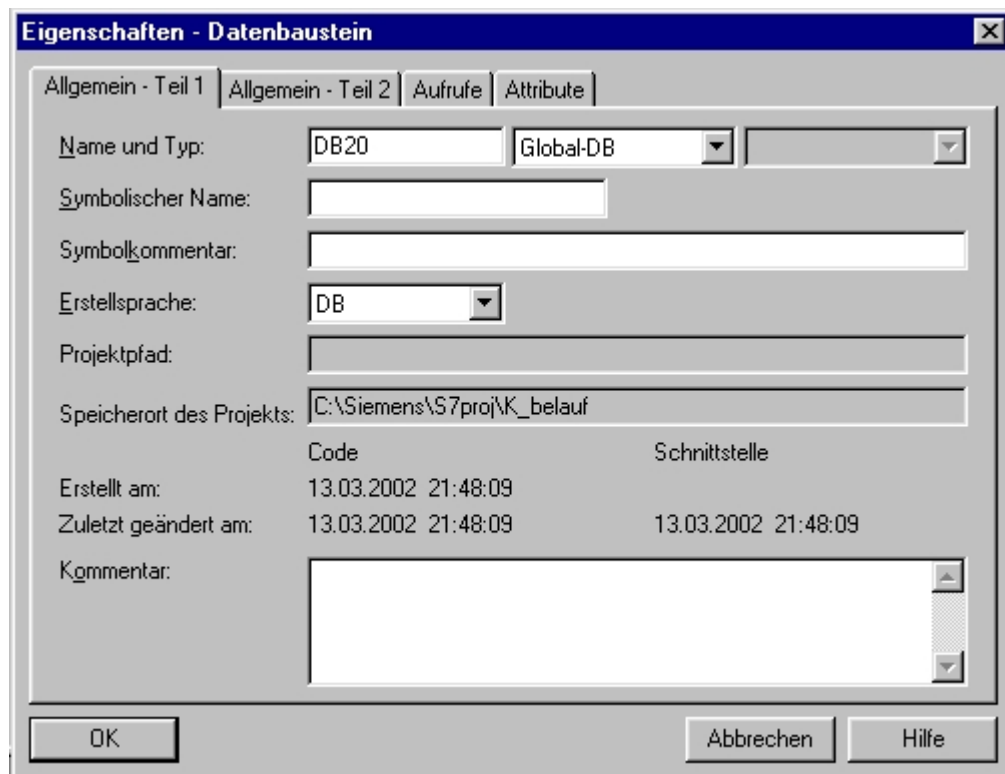 Eigenschaften - Datenbaustein
Allgemein - Teil 1 Allgemein - Teil 2 Aufrufe Attribute
Name und Typ: DB20 Global-DB
Symbolischer Name:
Symbolkommentar:
Erstellsprache: DB
Projektpfad:
Speicherort des Projekts: C:\Siemens\S7proj\K_belauf
Code Schnittstelle
Erstellt am: 13.03.2002 21:48:09
Zuletzt geändert am: 13.03.2002 21:48:09 13.03.2002 21:48:09
Kommentar:
OK Abbrechen Hilfe